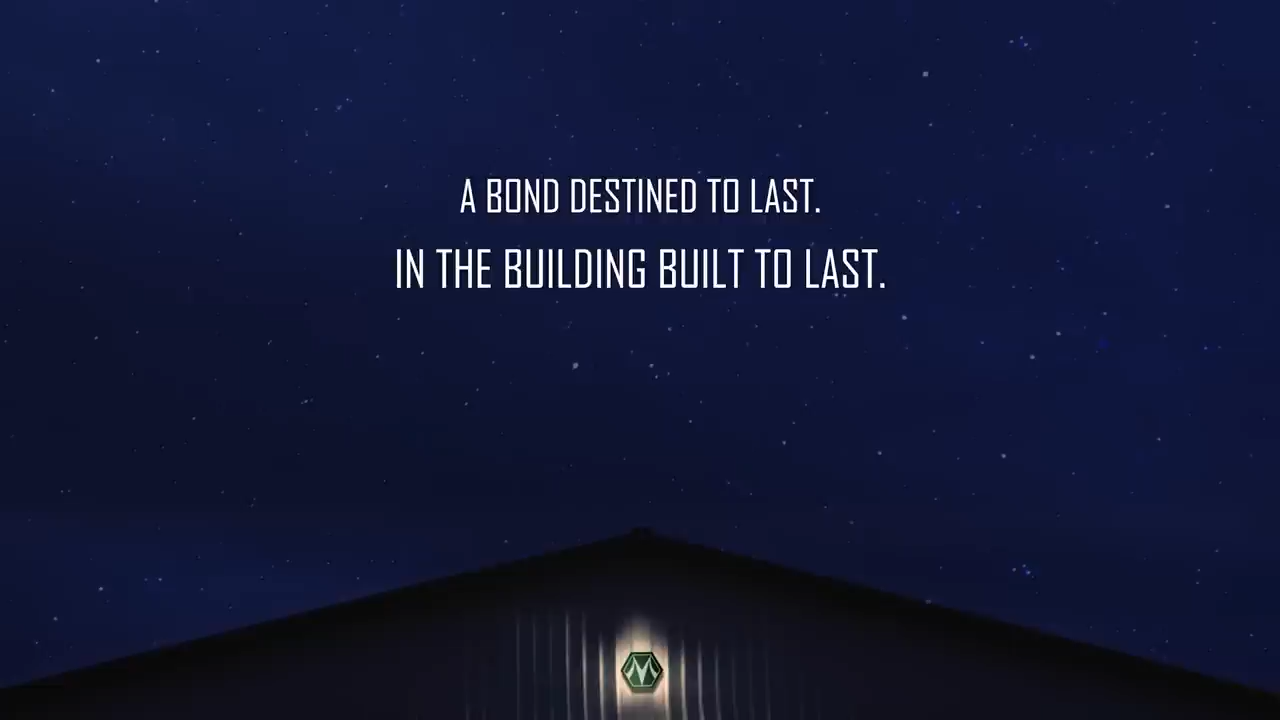 A BOND DESTINED TO LAST.
IN THE BUILDING BUILT TO LAST.